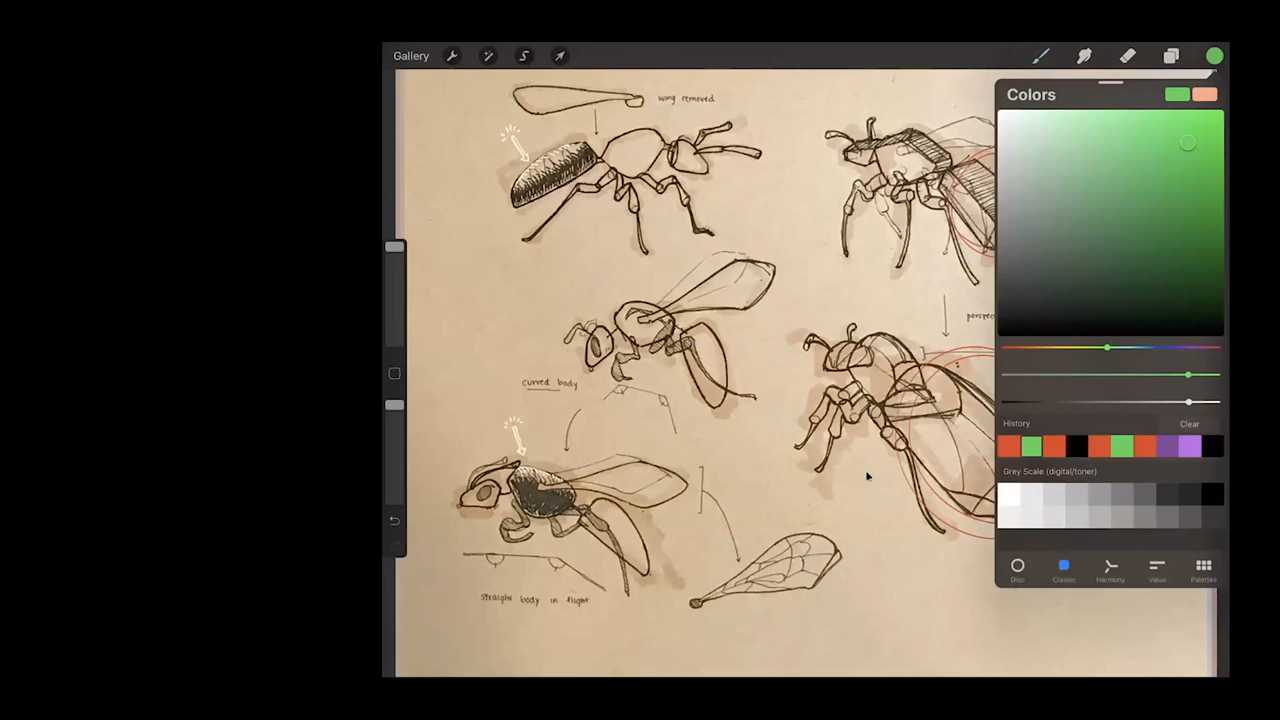 Gallery
Colors
wing removed
curved body
straight body in flight
History
Clear
Grey Scale (digital/toner)
Disc
Classic
Harmony
Value
Palettes